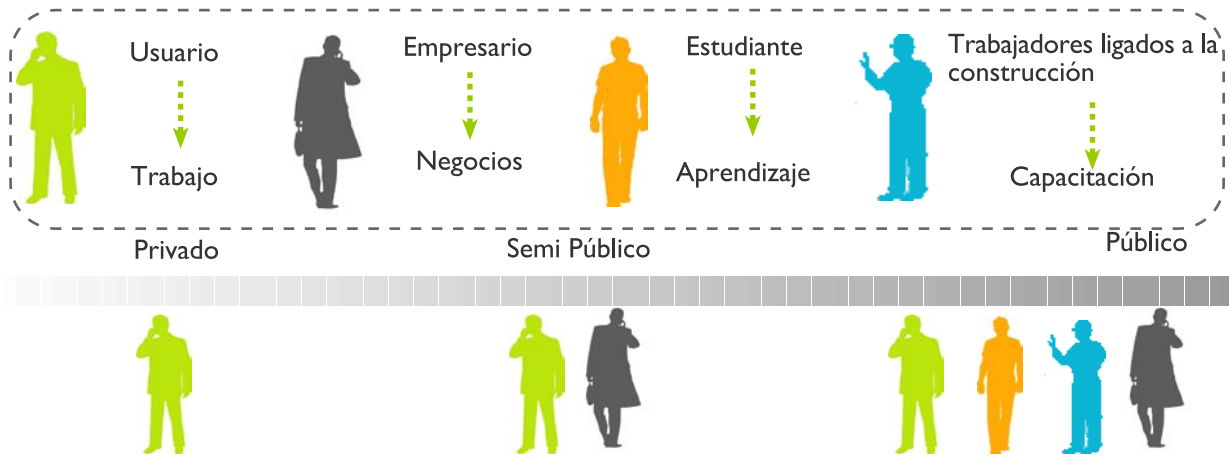 Usuario
Trabajo
Empresario
Negocios
Estudiante
Aprendizaje
Trabajadores ligados a la
construcción
Capacitación
Privado
Semi Público
Público